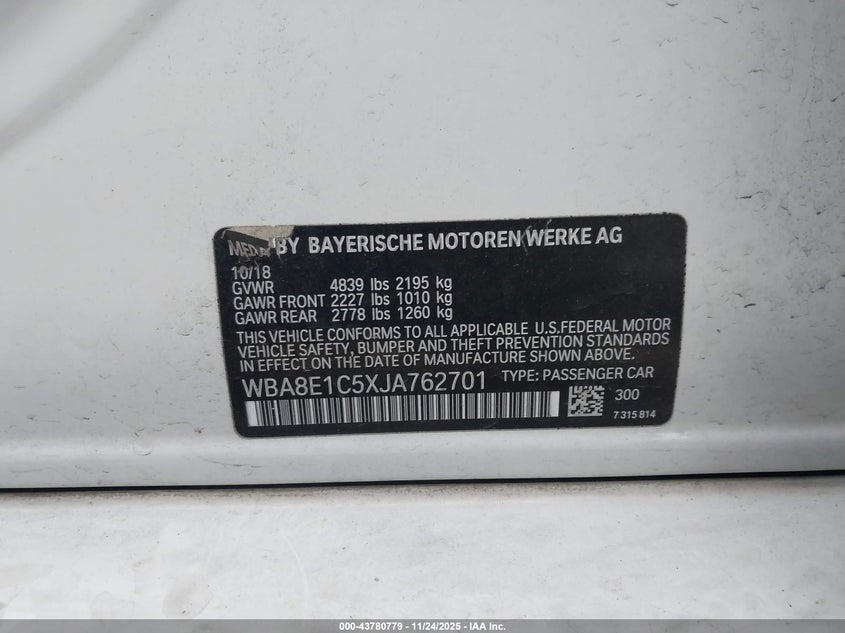 BY BAYERISCHE MOTOREN WERKE AG
10/18
GVWR 4839 lbs 2195 kg
GAWR FRONT 2227 lbs 1010 kg
GAWR REAR 2778 lbs 1260 kg
THIS VEHICLE CONFORMS TO ALL APPLICABLE U.S.FEDERAL MOTOR
VEHICLE SAFETY, BUMPER AND THEFT PREVENTION STANDARDS
IN EFFECT ON THE DATE OF MANUFACTURE SHOWN ABOVE.
WBA8E1C5XJA762701 TYPE: PASSENGER CAR
300
7 315 814
000-43780779 - 11/24/2025 - IAA Inc.